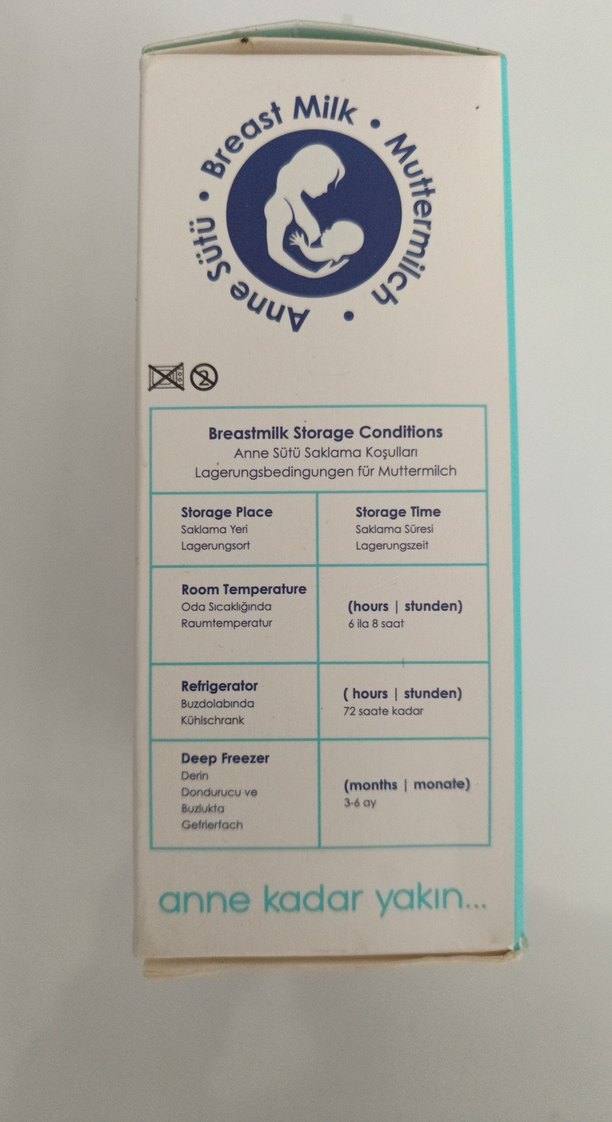 Breast Milk • Muttermilch • Anne Sütü •
Breastmilk Storage Conditions
Anne Sütü Saklama Koşulları
Lagerungsbedingungen für Muttermilch
Storage Place
Saklama Yeri
Lagerungsort
Storage Time
Saklama Süresi
Lagerungszeit
Room Temperature
Oda Sıcaklığında
Raumtemperatur
(hours | stunden)
6 ila 8 saat
Refrigerator
Buzdolabında
Kühlschrank
( hours | stunden)
72 saate kadar
Deep Freezer
Derin
Dondurucu ve
Buzlukta
Gefrierfach
(months | monate)
3-6 ay
anne kadar yakın...